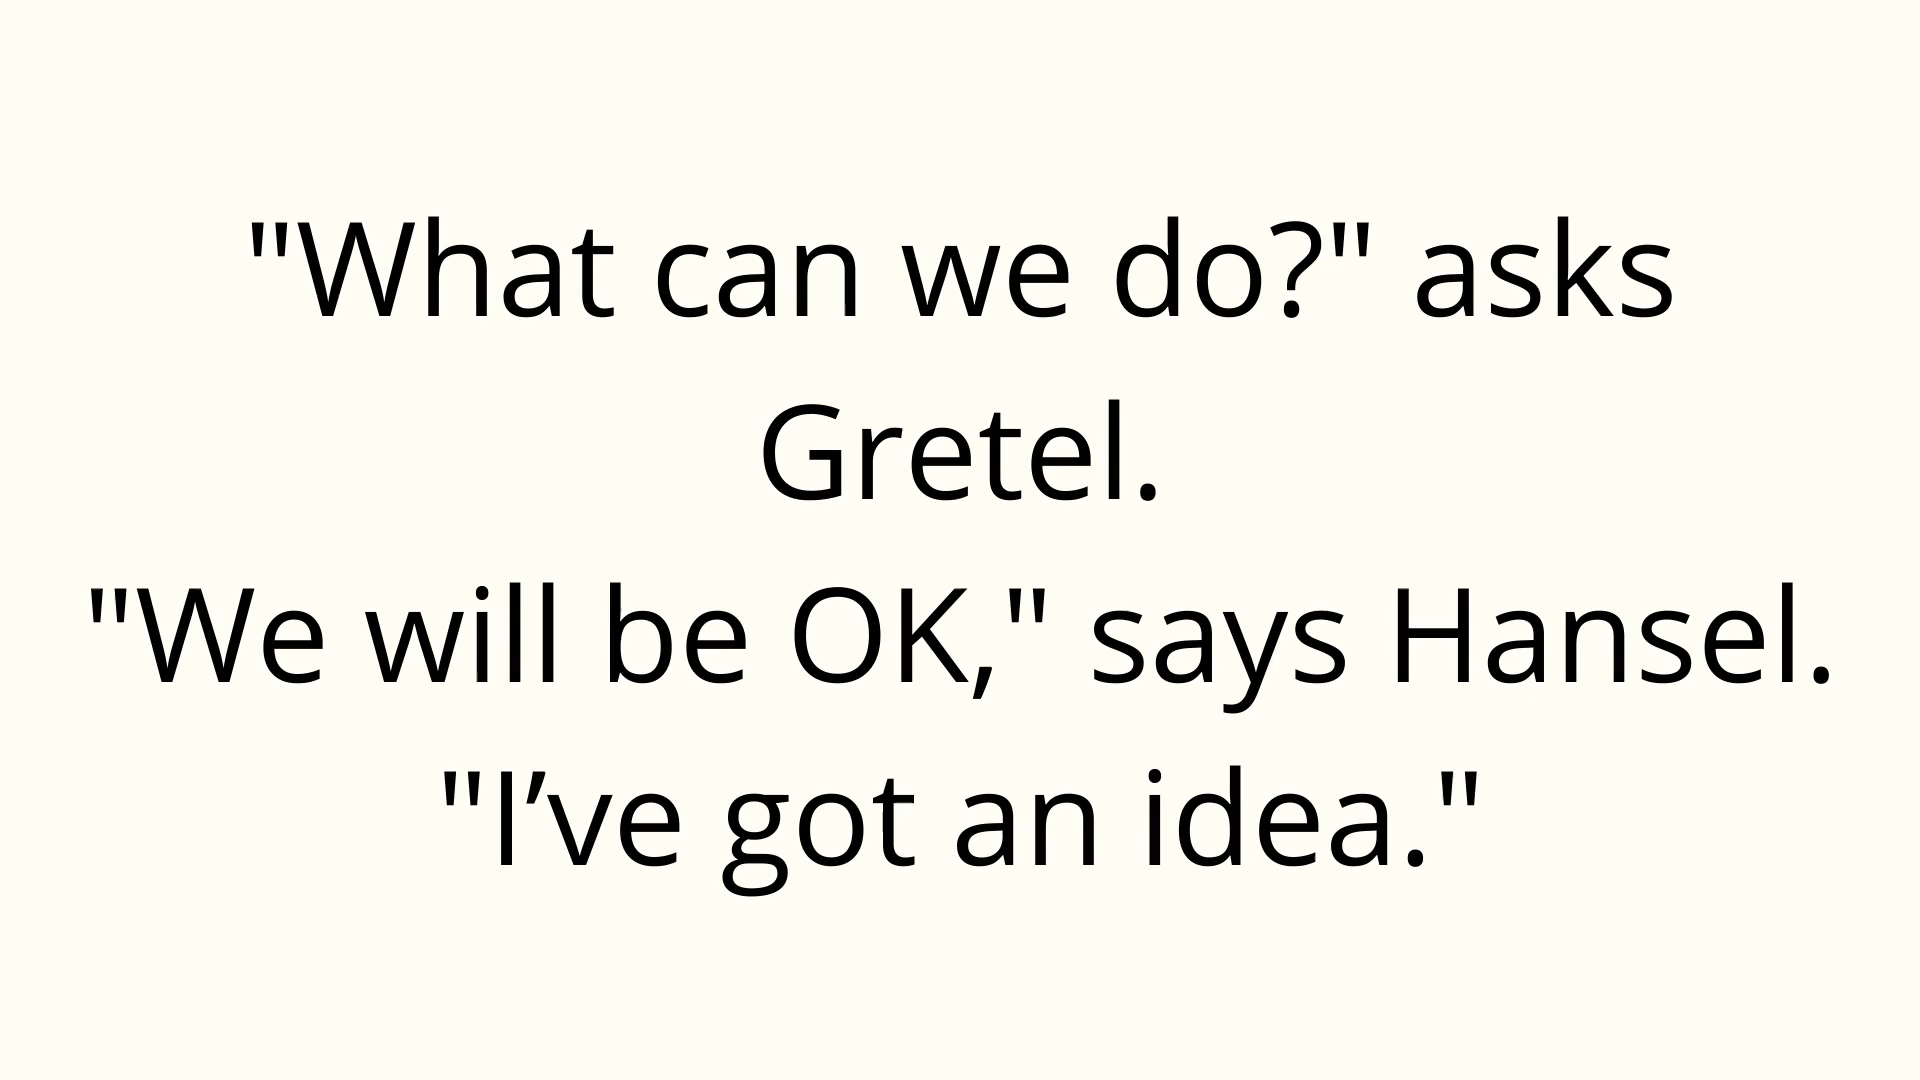 "What can we do?" asks
Gretel.
"We will be OK," says Hansel.
"I’ve got an idea."